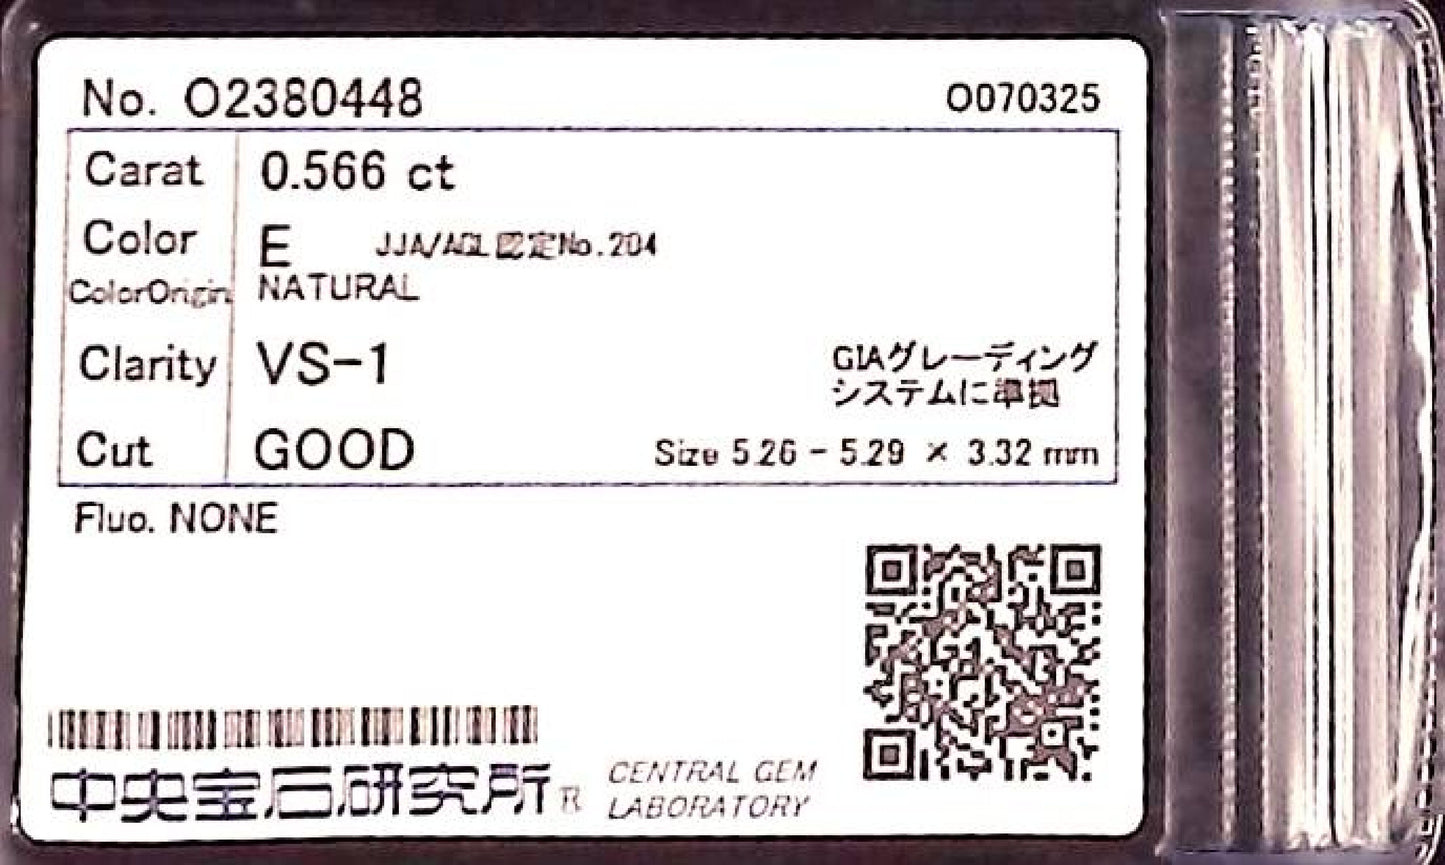 No. O2380448 O070325
Carat 0.566 ct
Color E JJA/AGL認定No.204
ColorOrigin NATURAL
Clarity VS-1 GIAグレーディング
システムに準拠
Cut GOOD Size 5.26 - 5.29 × 3.32 mm
Fluo. NONE
中央宝石研究所® CENTRAL GEM
LABORATORY